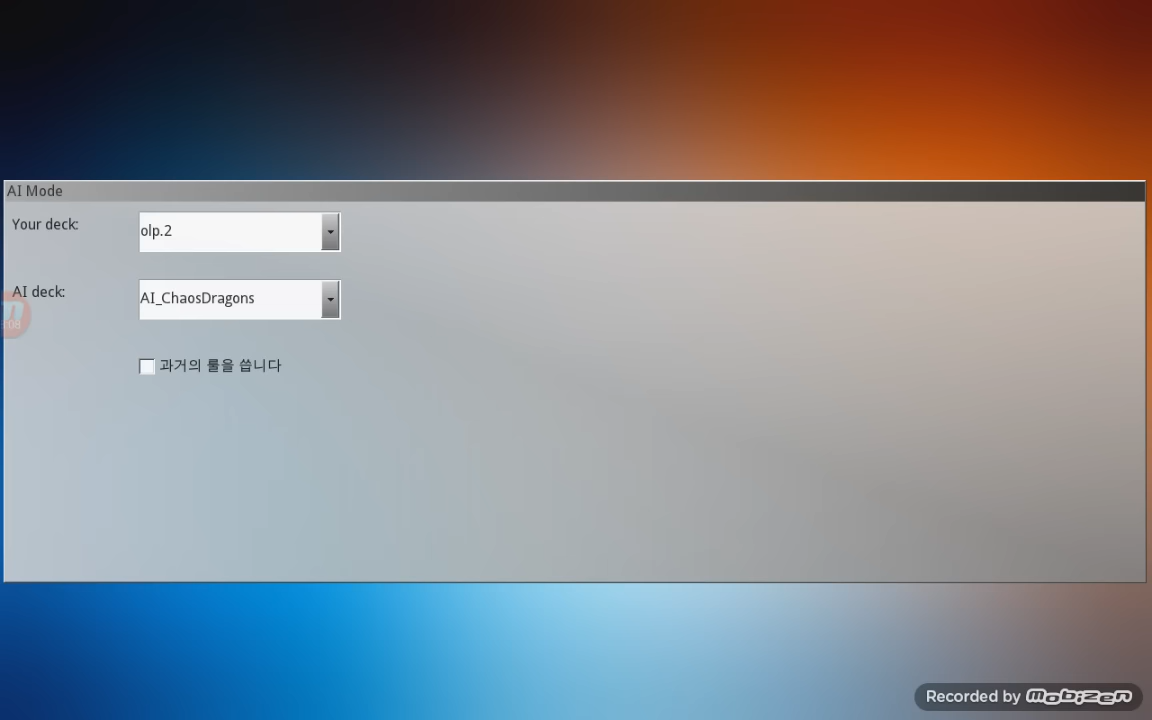 AI Mode
Your deck:
olp.2
AI deck:
AI_ChaosDragons
:08
과거의 룰을 씁니다
Recorded by mobizen